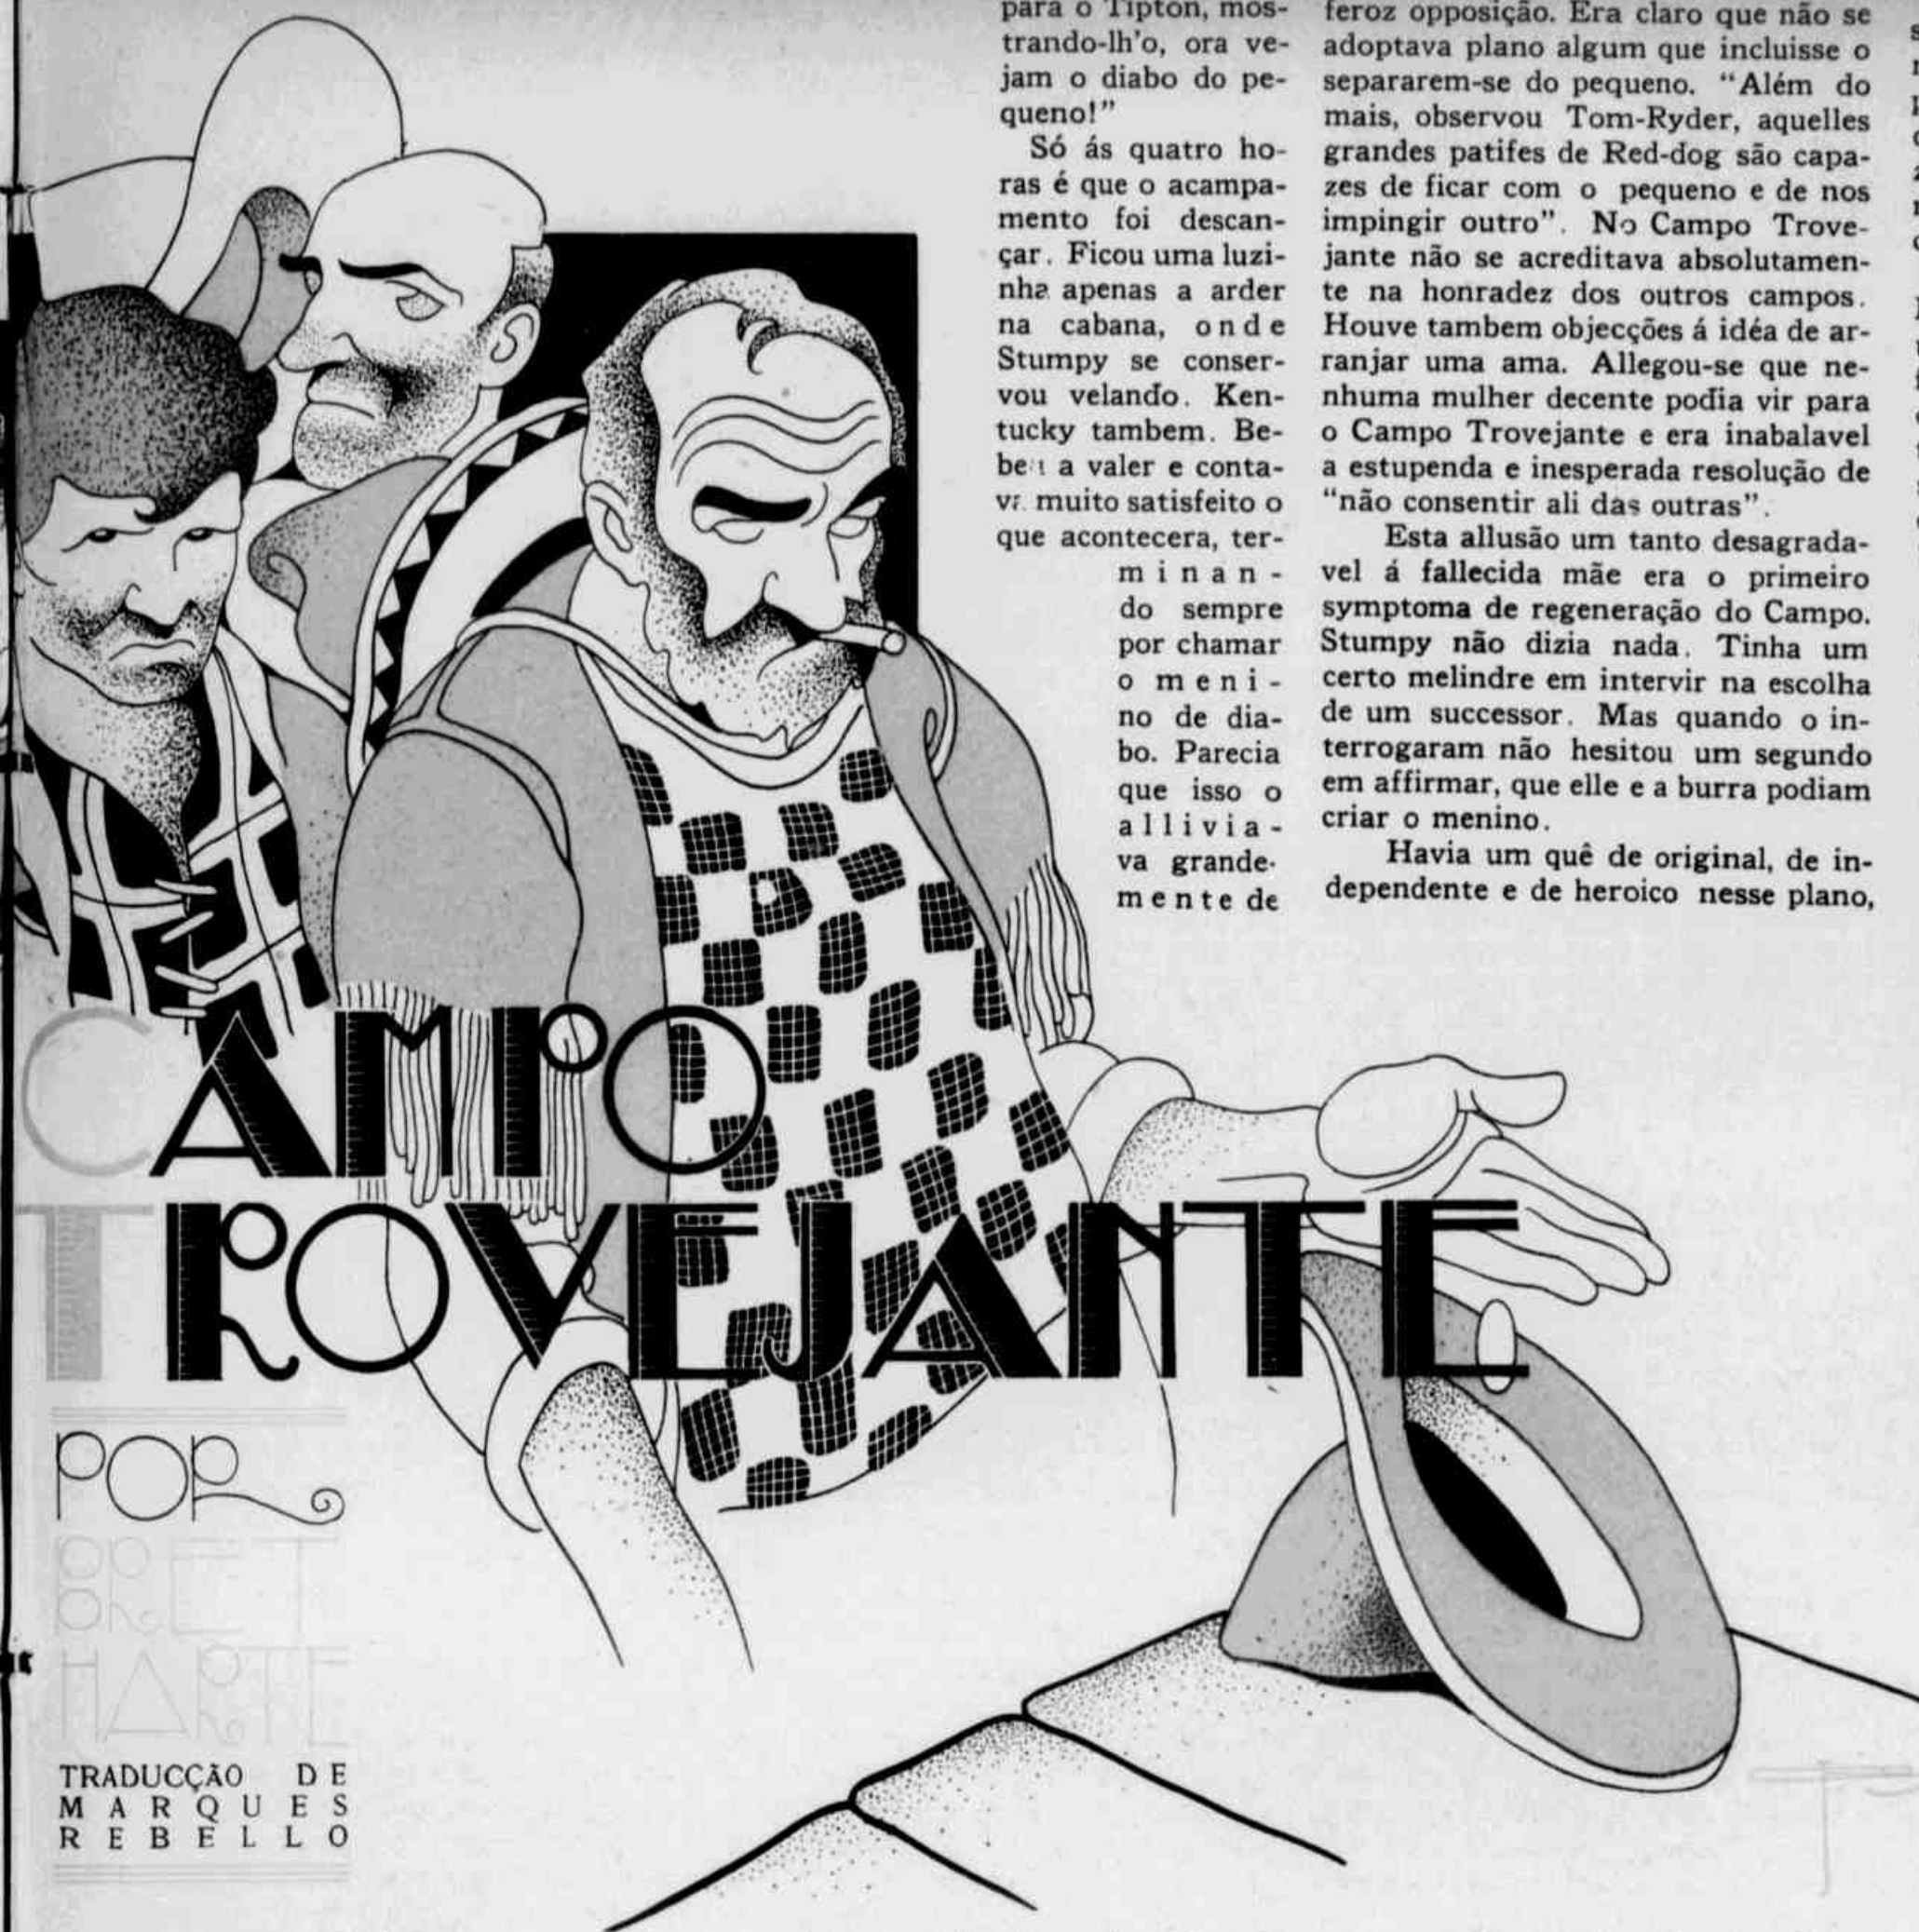 para o Tipton, mos-
trando-lh'o, ora ve-
jam o diabo do pe-
queno!"
Só ás quatro ho-
ras é que o acampa-
mento foi descan-
çar. Ficou uma luzi-
nha apenas a arder
na cabana, onde
Stumpy se conser-
vou velando. Ken-
tucky tambem. Be-
beu a valer e conta-
va muito satisfeito o
que acontecera, ter-
minan-
do sempre
por chamar
o meni-
no de dia-
bo. Parecia
que isso o
allivia-
va grande-
mente de
feroz opposição. Era claro que não se
adoptava plano algum que incluisse o
separarem-se do pequeno. "Além do
mais, observou Tom-Ryder, aquelles
grandes patifes de Red-dog são capa-
zes de ficar com o pequeno e de nos
impingir outro". No Campo Trove-
jante não se acreditava absolutamen-
te na honradez dos outros campos.
Houve tambem objecções á idéa de ar-
ranjar uma ama. Allegou-se que ne-
nhuma mulher decente podia vir para
o Campo Trovejante e era inabalavel
a estupenda e inesperada resolução de
"não consentir ali das outras".
Esta allusão um tanto desagrada-
vel á fallecida mãe era o primeiro
symptoma de regeneração do Campo.
Stumpy não dizia nada. Tinha um
certo melindre em intervir na escolha
de um successor. Mas quando o in-
terrogaram não hesitou um segundo
em affirmar, que elle e a burra podiam
criar o menino.
Havia um quê de original, de in-
dependente e de heroico nesse plano,
CAMPO
TROVEJANTE
POR
BRET
HARTE
TRADUCÇÃO DE
MARQUES
REBELLO